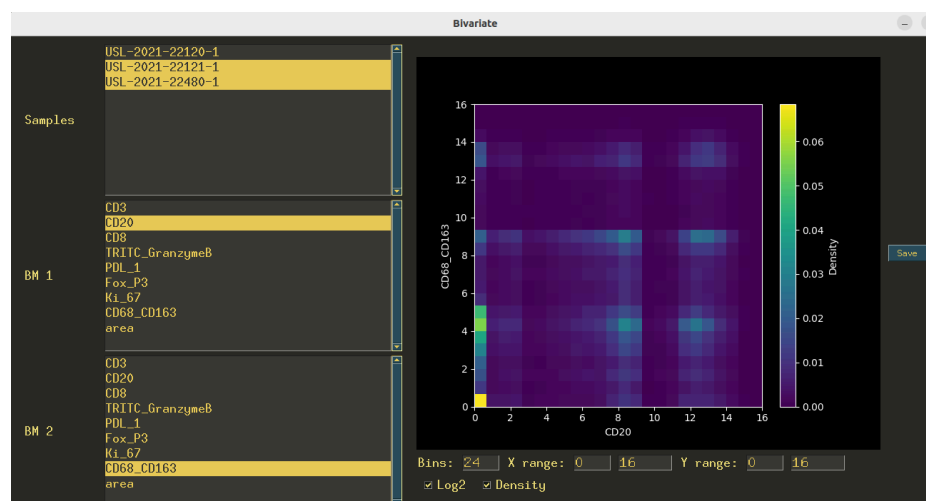 Bivariate
Samples
USL-2021-22120-1
USL-2021-22121-1
USL-2021-22480-1
BM 1
CD3
CD20
CD8
TRITC_GranzymeB
PDL_1
Fox_P3
Ki_67
CD68_CD163
area
BM 2
CD3
CD20
CD8
TRITC_GranzymeB
PDL_1
Fox_P3
Ki_67
CD68_CD163
area
CD68_CD163
16
14
12
10
8
6
4
2
0
0 2 4 6 8 10 12 14 16
CD20
0.06
0.05
0.04
0.03
0.02
0.01
0.00
Density
Save
Bins: 24 X range: 0 16 Y range: 0 16
Log2 Density